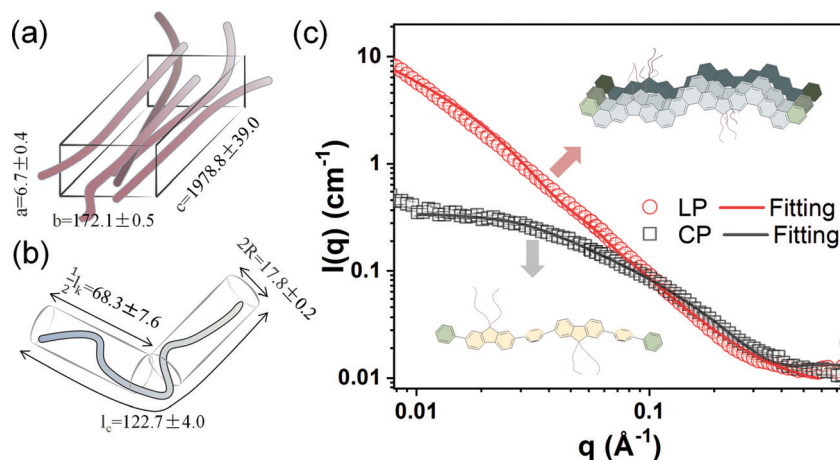 (a)
a=6.7±0.4
b=172.1±0.5
c=1978.8±39.0
(b)
½lₖ=68.3±7.6
2R=17.8±0.2
l_c=122.7±4.0
(c)
I(q) (cm⁻¹)
10
1
0.1
0.01
LP Fitting
CP Fitting
0.01 0.1
q (Å⁻¹)